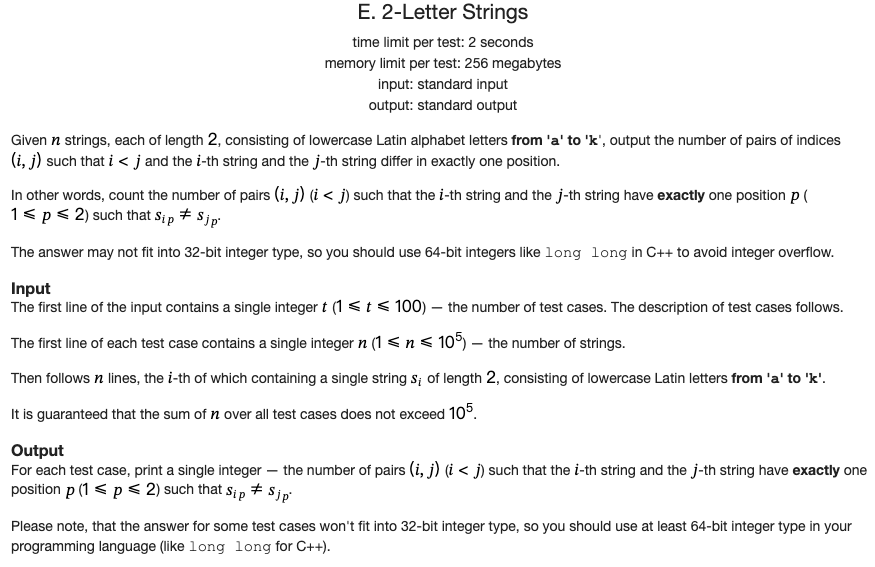 E. 2-Letter Strings
time limit per test: 2 seconds
memory limit per test: 256 megabytes
input: standard input
output: standard output
Given n strings, each of length 2, consisting of lowercase Latin alphabet letters from 'a' to 'k', output the number of pairs of indices
(i, j) such that i < j and the i-th string and the j-th string differ in exactly one position.
In other words, count the number of pairs (i, j) (i < j) such that the i-th string and the j-th string have exactly one position p (
1 ≤ p ≤ 2) such that s_{ip} ≠ s_{jp}.
The answer may not fit into 32-bit integer type, so you should use 64-bit integers like long long in C++ to avoid integer overflow.
Input
The first line of the input contains a single integer t (1 ≤ t ≤ 100) — the number of test cases. The description of test cases follows.
The first line of each test case contains a single integer n (1 ≤ n ≤ 10^5) — the number of strings.
Then follows n lines, the i-th of which containing a single string s_i of length 2, consisting of lowercase Latin letters from 'a' to 'k'.
It is guaranteed that the sum of n over all test cases does not exceed 10^5.
Output
For each test case, print a single integer — the number of pairs (i, j) (i < j) such that the i-th string and the j-th string have exactly one
position p (1 ≤ p ≤ 2) such that s_{ip} ≠ s_{jp}.
Please note, that the answer for some test cases won't fit into 32-bit integer type, so you should use at least 64-bit integer type in your
programming language (like long long for C++).